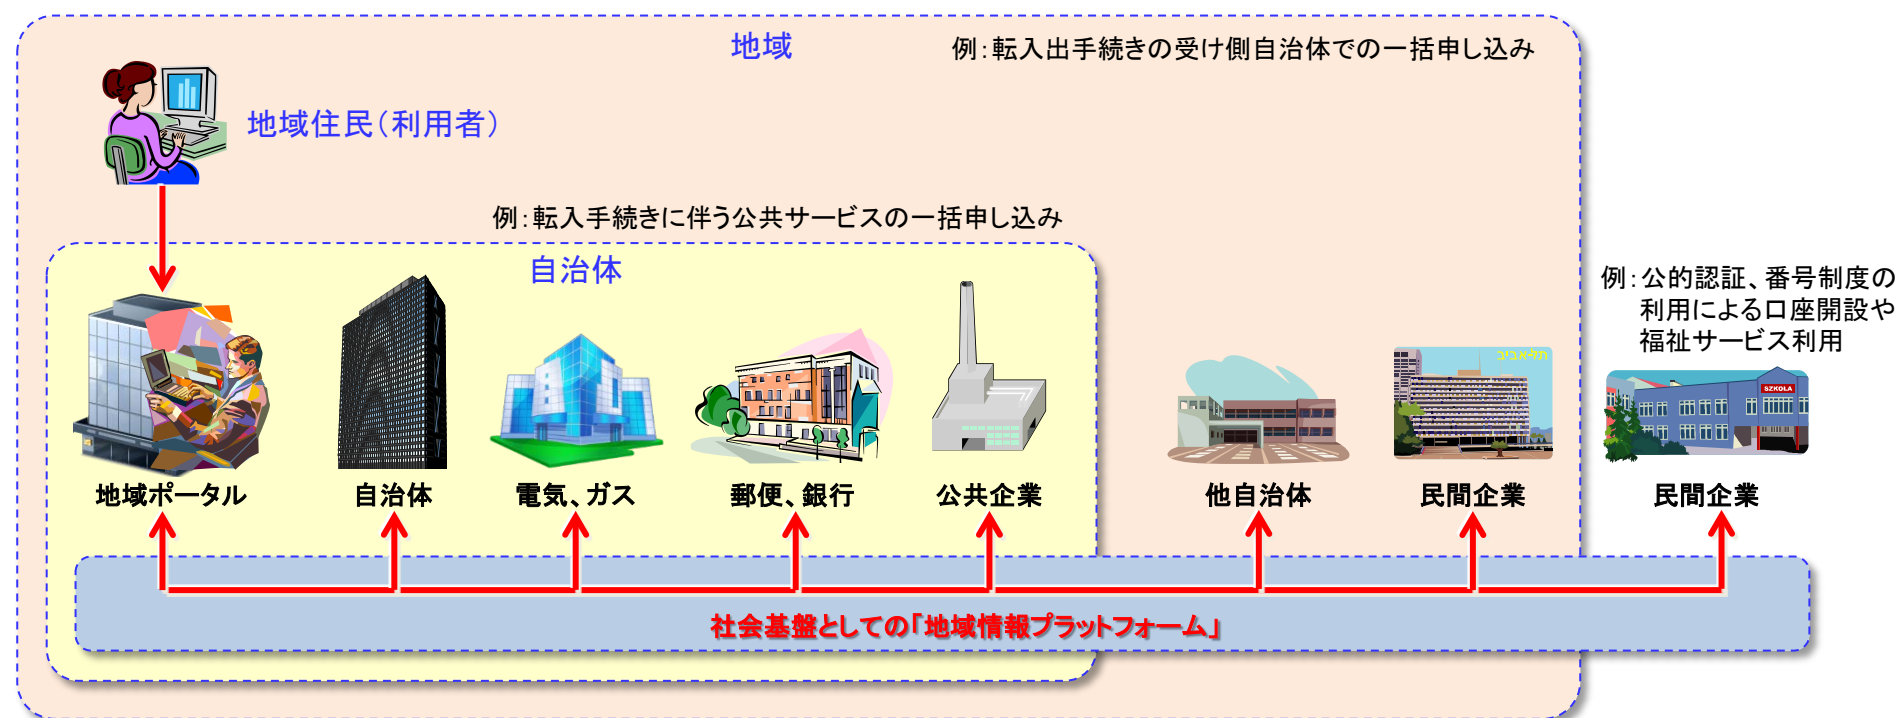 地域
例：転入出手続きの受け側自治体での一括申し込み
地域住民（利用者）
例：転入手続きに伴う公共サービスの一括申し込み
自治体
例：公的認証、番号制度の
利用による口座開設や
福祉サービス利用
תל-אביב
SZKOLA
地域ポータル
自治体
電気、ガス
郵便、銀行
公共企業
他自治体
民間企業
民間企業
社会基盤としての「地域情報プラットフォーム」